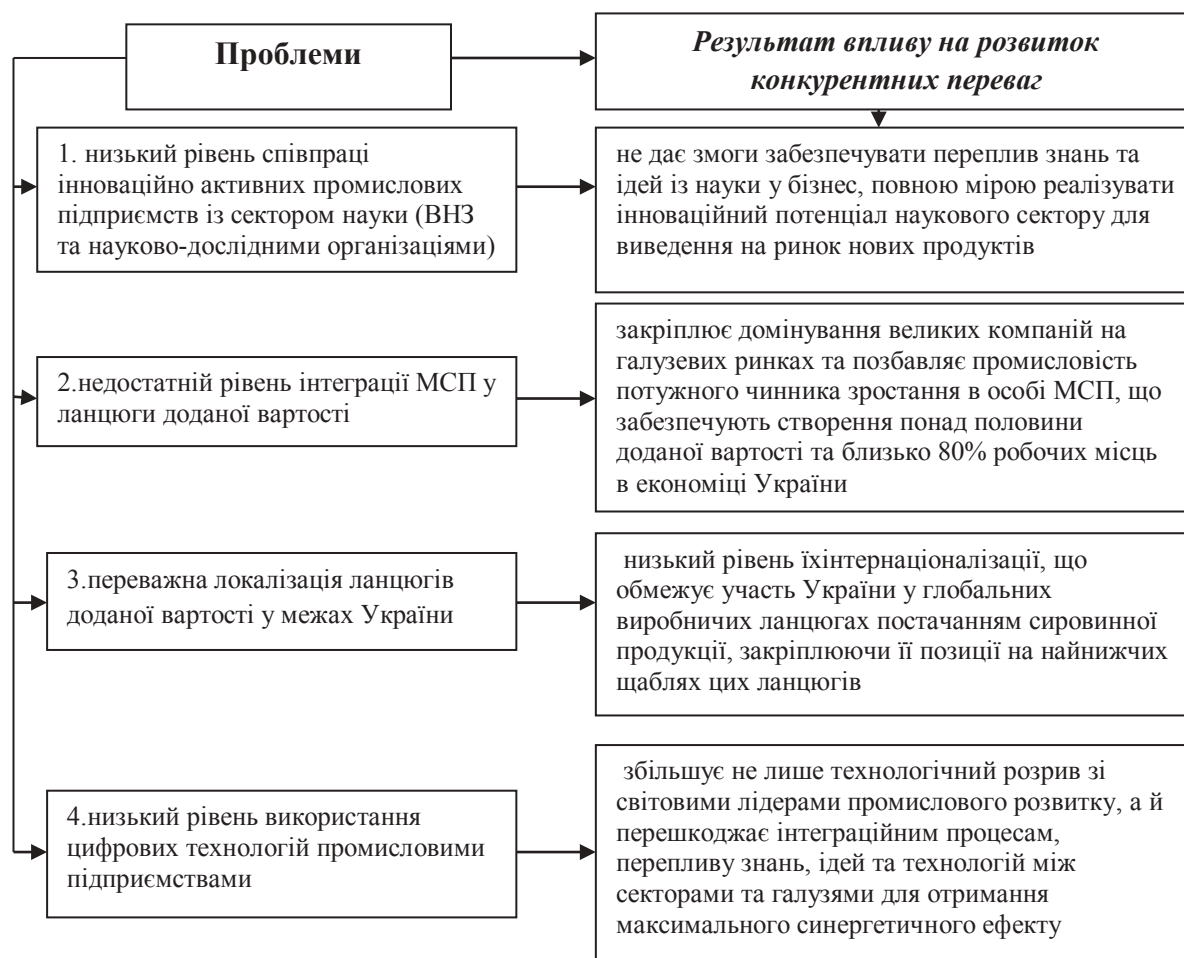 Проблеми
Результат впливу на розвиток
конкурентних переваг
1. низький рівень співпраці
інноваційно активних промислових
підприємств із сектором науки (ВНЗ
та науково-дослідними організаціями)
не дає змоги забезпечувати переплив знань та
ідей із науки у бізнес, повною мірою реалізувати
інноваційний потенціал наукового сектору для
виведення на ринок нових продуктів
2.недостатній рівень інтеграції МСП у
ланцюги доданої вартості
закріплює домінування великих компаній на
галузевих ринках та позбавляє промисловість
потужного чинника зростання в особі МСП, що
забезпечують створення понад половини
доданої вартості та близько 80% робочих місць
в економіці України
3.переважна локалізація ланцюгів
доданої вартості у межах України
низький рівень їхінтернаціоналізації, що
обмежує участь України у глобальних
виробничих ланцюгах постачанням сировинної
продукції, закріплюючи її позиції на найнижчих
щаблях цих ланцюгів
4.низький рівень використання
цифрових технологій промисловими
підприємствами
збільшує не лише технологічний розрив зі
світовими лідерами промислового розвитку, а й
перешкоджає інтеграційним процесам,
перепливу знань, ідей та технологій між
секторами та галузями для отримання
максимального синергетичного ефекту